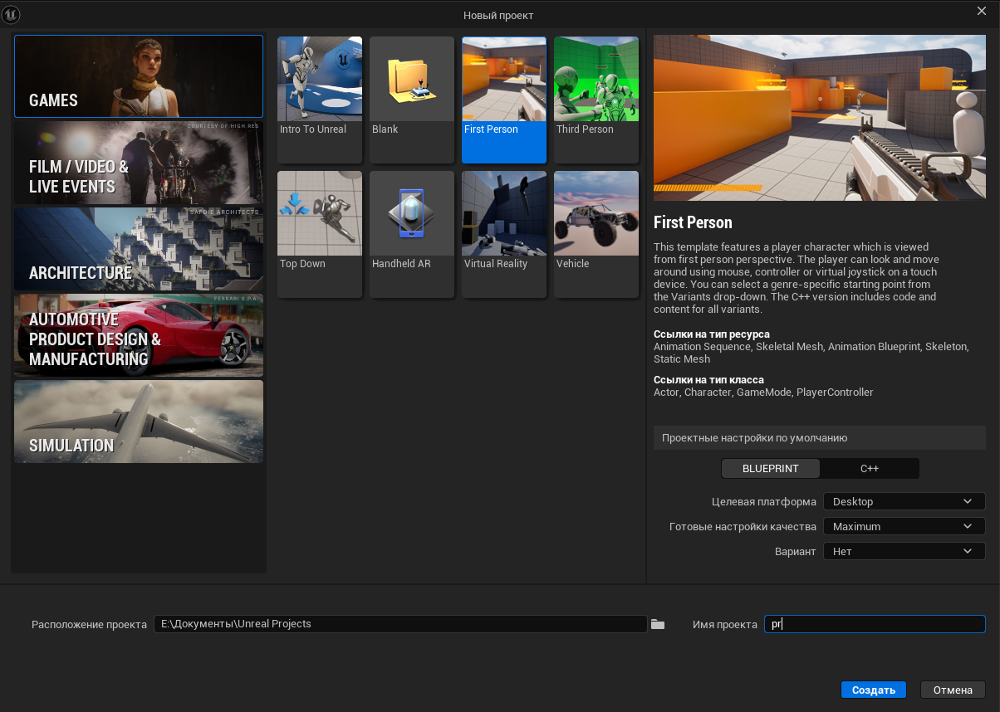 Новый проект
GAMES
COURTESY OF HIGH RES
FILM / VIDEO &
LIVE EVENTS
SAFDIE ARCHITECTS
ARCHITECTURE
FERRARI S.P.A.
AUTOMOTIVE
PRODUCT DESIGN &
MANUFACTURING
SIMULATION
Intro To Unreal
Blank
First Person
Third Person
Top Down
Handheld AR
Virtual Reality
Vehicle
First Person
This template features a player character which is viewed
from first person perspective. The player can look and move
around using mouse, controller or virtual joystick on a touch
device. You can select a genre-specific starting point from
the Variants drop-down. The C++ version includes code and
content for all variants.
Ссылки на тип ресурса
Animation Sequence, Skeletal Mesh, Animation Blueprint, Skeleton,
Static Mesh
Ссылки на тип класса
Actor, Character, GameMode, PlayerController
Проектные настройки по умолчанию
BLUEPRINT C++
Целевая платформа Desktop
Готовые настройки качества Maximum
Вариант Нет
Расположение проекта E:\Документы\Unreal Projects Имя проекта pr
Создать Отмена